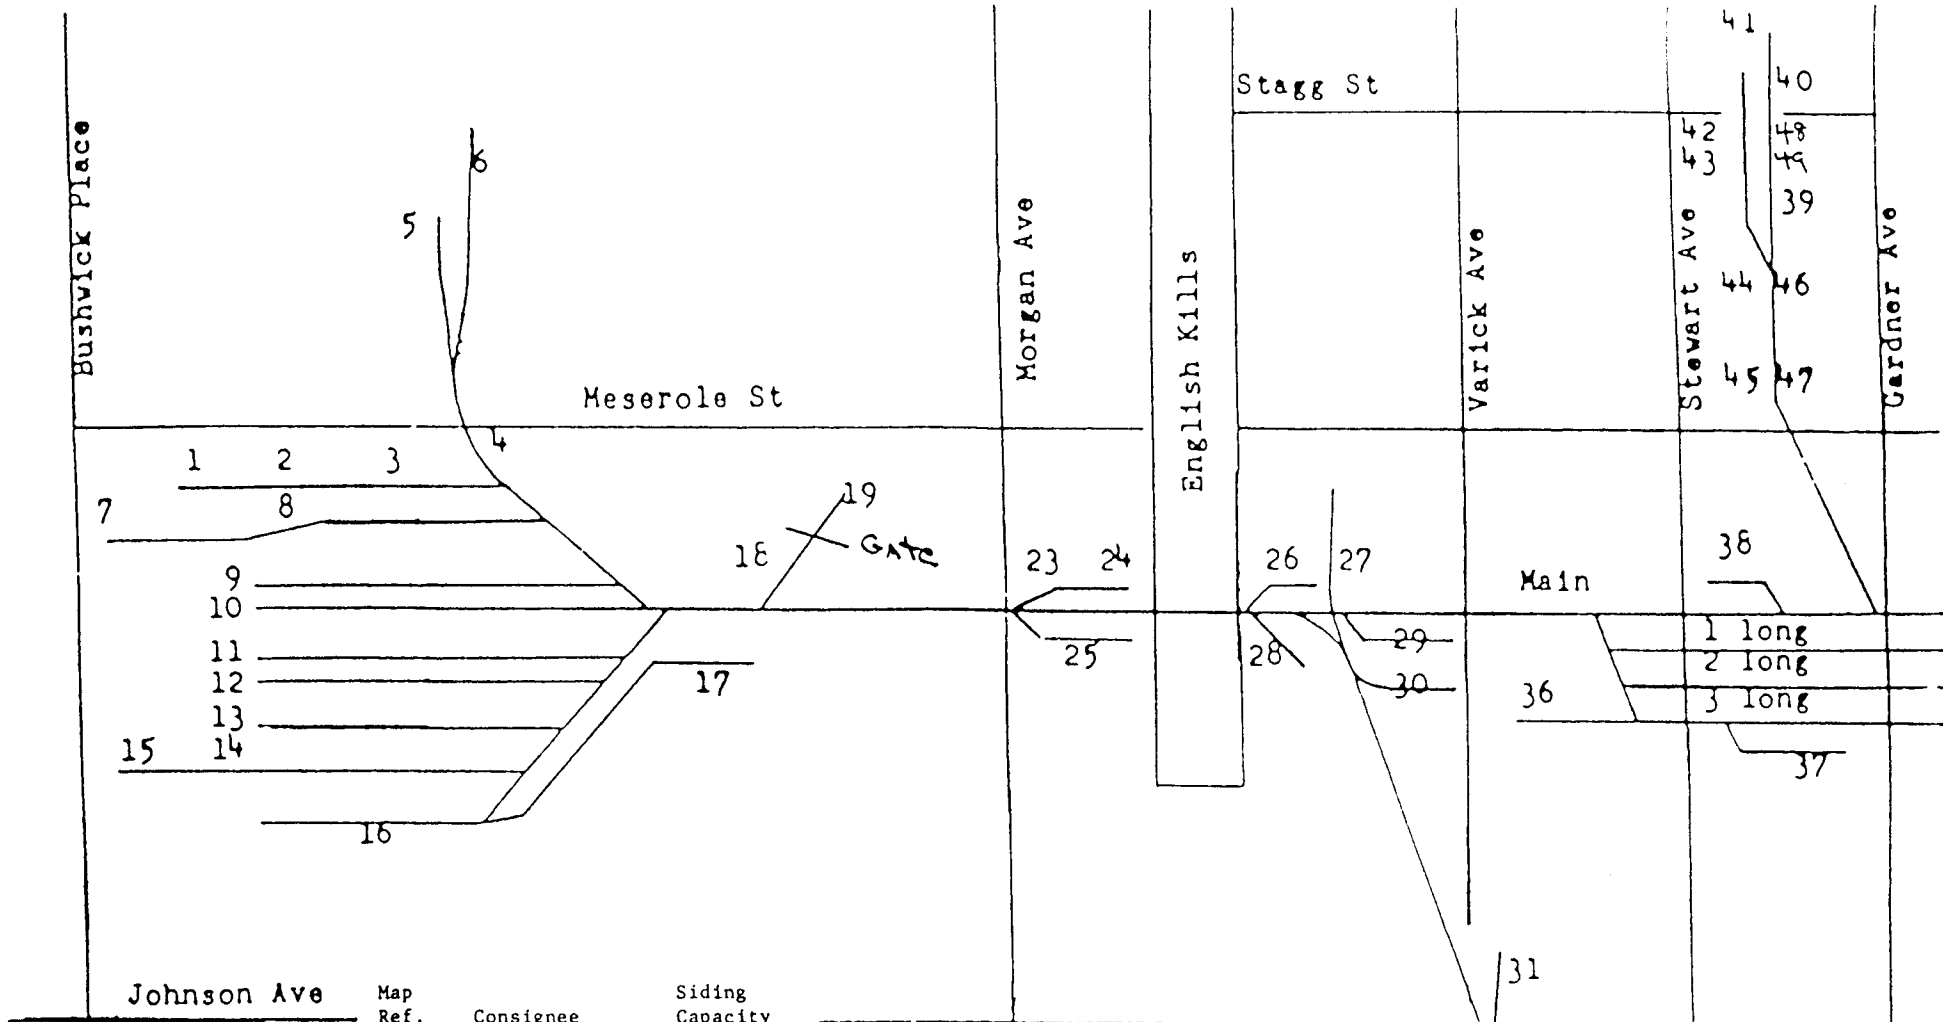 41
Stagg St
40
42 48
43 49
Bushwick Place
6
5
39
Morgan Ave
English Kills
Varick Ave
Stewart Ave
Gardner Ave
44 46
45 47
Meserole St
4
1 2 3
7 8
19
18 GATE
23 24
26 27
38
Main
9
10
11
12
13
14
15
16
17
25
28
29
30
1 long
2 long
3 long
36
37
31
Johnson Ave
Map
Ref. Consignee
Siding
Capacity